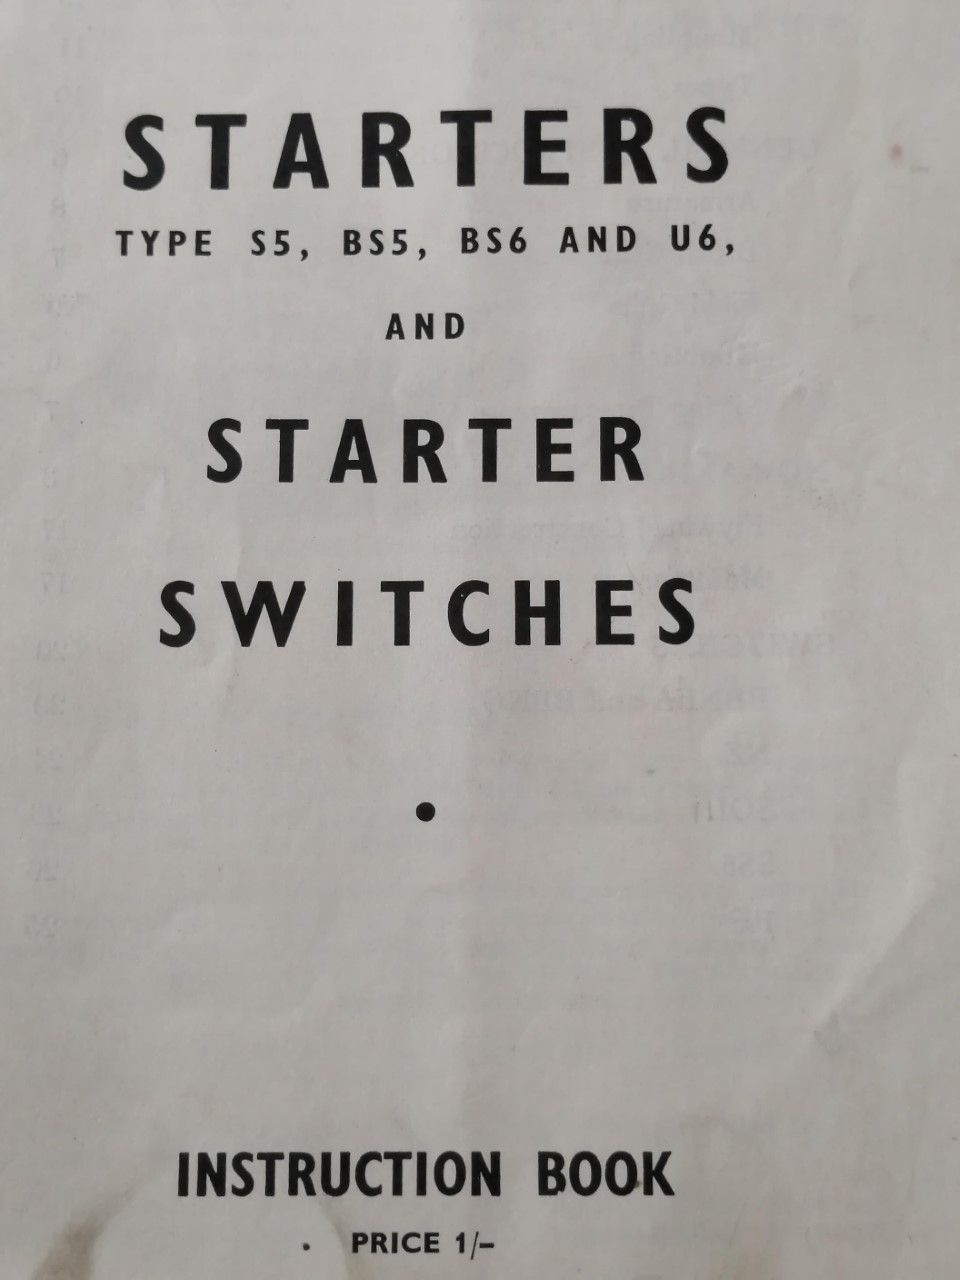 STARTERS
TYPE S5, BS5, BS6 AND U6,
AND
STARTER
SWITCHES
•
INSTRUCTION BOOK
PRICE 1/-